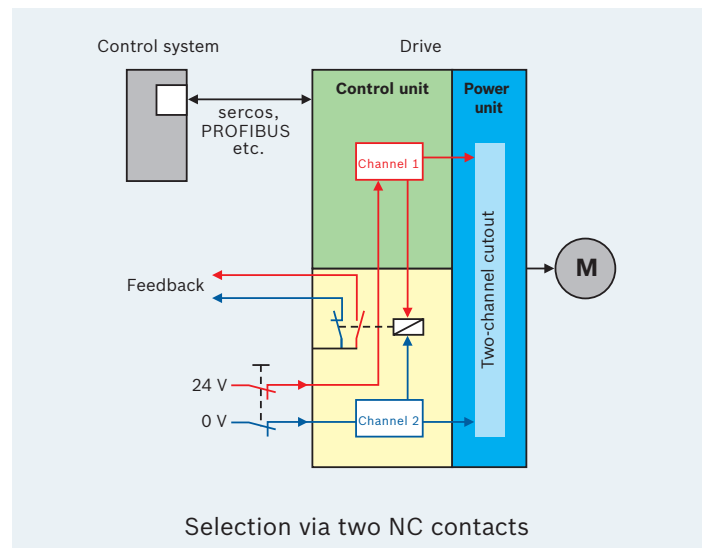 Control system
Drive
Control unit
Power
unit
sercos,
PROFIBUS
etc.
Channel 1
Two-channel cutout
M
Feedback
24 V
0 V
Channel 2
Selection via two NC contacts